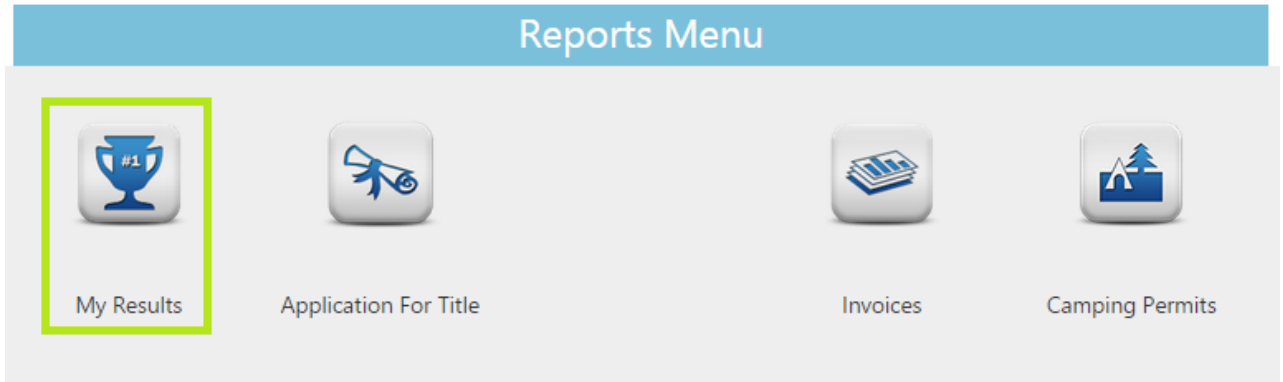 Reports Menu
#1
My Results
Application For Title
Invoices
Camping Permits